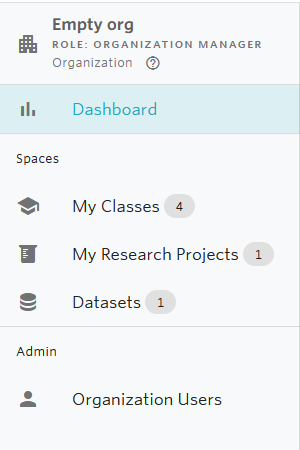 Empty org
ROLE: ORGANIZATION MANAGER
Organization ?
Dashboard
Spaces
My Classes 4
My Research Projects 1
Datasets 1
Admin
Organization Users